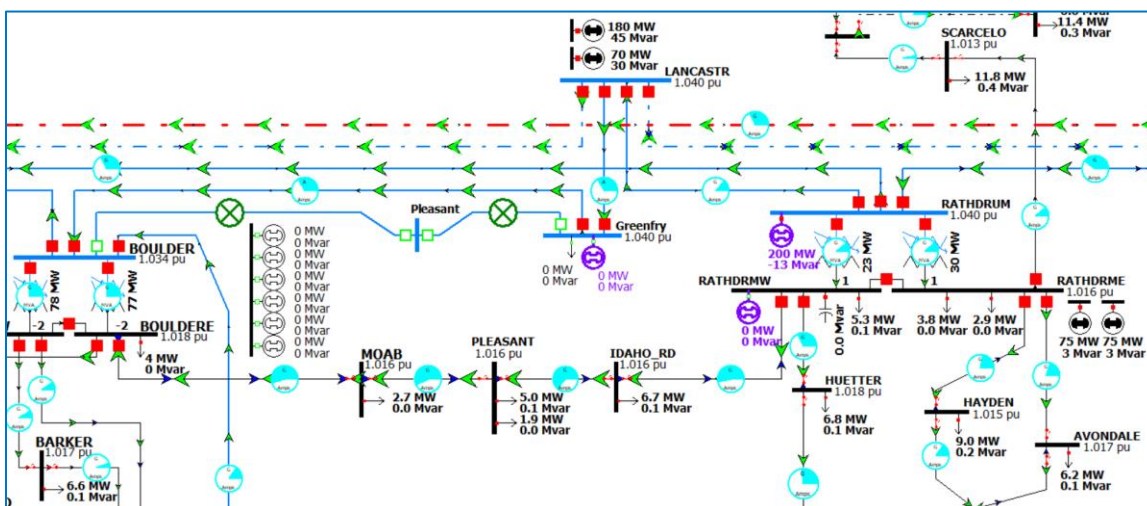 180 MW
45 Mvar
70 MW
30 Mvar
LANCASTR
1.040 pu
11.4 MW
0.3 Mvar
SCARCELO
1.013 pu
11.8 MW
0.4 Mvar
Pleasant
Greenfry
1.040 pu
0 MW
0 Mvar
0 MW
0 Mvar
0 MW
0 Mvar
0 MW
0 Mvar
0 MW
0 Mvar
0 MW
0 Mvar
0 MW
0 Mvar
0 MW
0 Mvar
BOULDER
1.034 pu
78 MW
77 MW
-2
-2
BOULDERE
1.018 pu
4 MW
0 Mvar
RATHDRUM
1.040 pu
200 MW
-13 Mvar
23 MW
30 MW
RATHDRMW
1
1
RATHDRME
1.016 pu
0 MW
0 Mvar
0.0 Mvar
5.3 MW
0.1 Mvar
3.8 MW
0.0 Mvar
2.9 MW
0.0 Mvar
75 MW
3 Mvar
75 MW
3 Mvar
MOAB
1.016 pu
2.7 MW
0.0 Mvar
PLEASANT
1.016 pu
5.0 MW
0.1 Mvar
1.9 MW
0.0 Mvar
IDAHO_RD
1.016 pu
6.7 MW
0.1 Mvar
HUETTER
1.018 pu
6.8 MW
0.1 Mvar
HAYDEN
1.015 pu
9.0 MW
0.2 Mvar
AVONDALE
1.017 pu
6.2 MW
0.1 Mvar
BARKER
1.017 pu
6.6 MW
0.1 Mvar